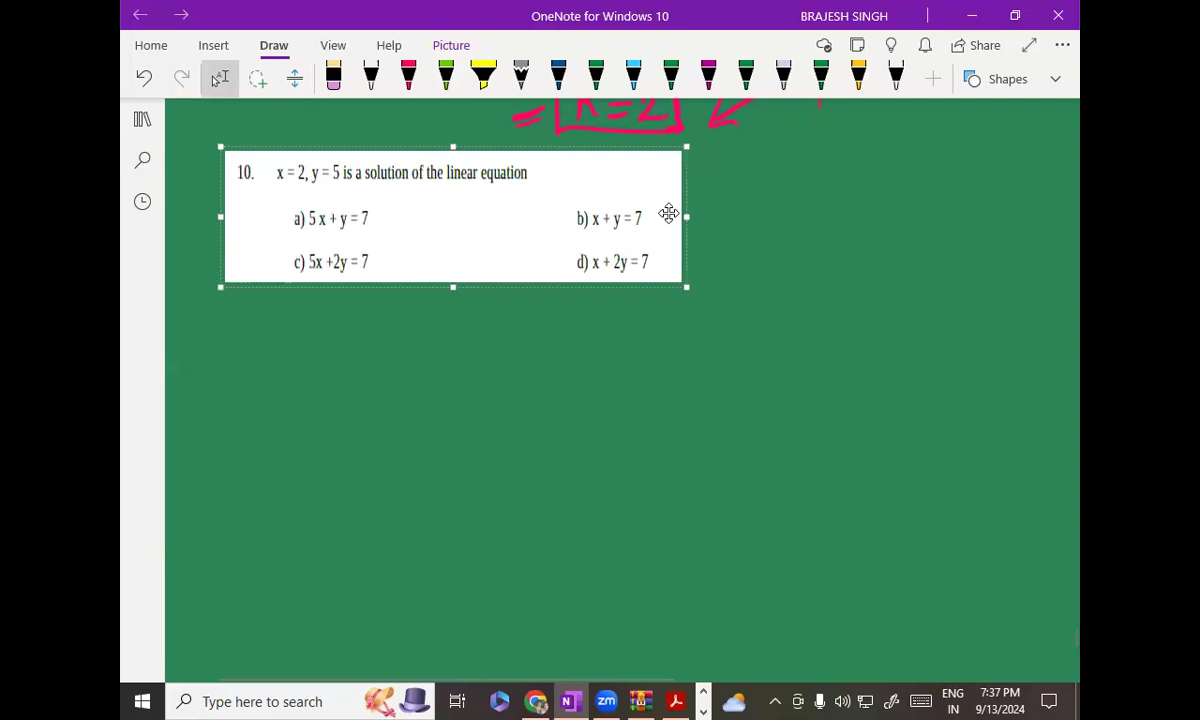 OneNote for Windows 10
BRAJESH SINGH
Home Insert Draw View Help Picture Share
Shapes
= x = 2
10. x = 2, y = 5 is a solution of the linear equation
a) 5 x + y = 7 b) x + y = 7
c) 5x +2y = 7 d) x + 2y = 7
Type here to search
ENG 7:37 PM
IN 9/13/2024